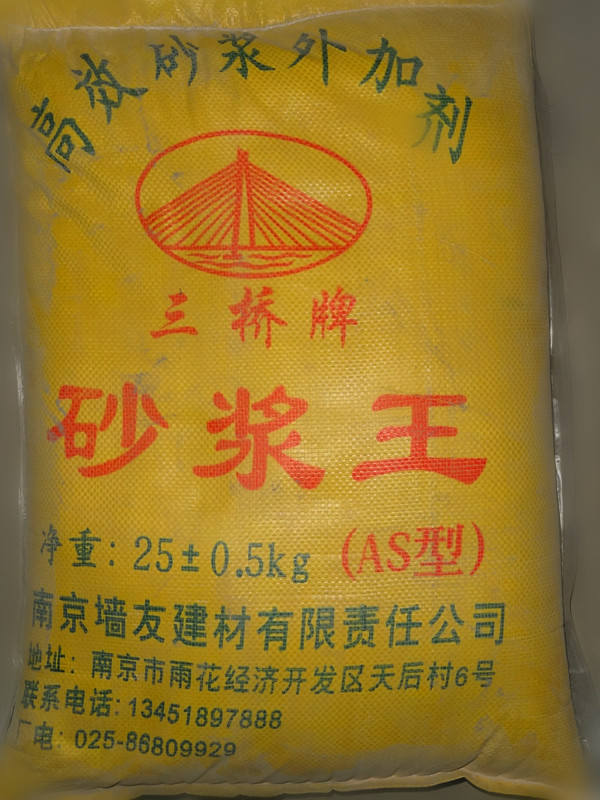 高效砂浆外加剂
三桥牌
砂浆王
净重:25±0.5kg (AS型)
南京墙友建材有限责任公司
地址:南京市雨花经济开发区天后村6号
联系电话:13451897888
厂电:025-86809929